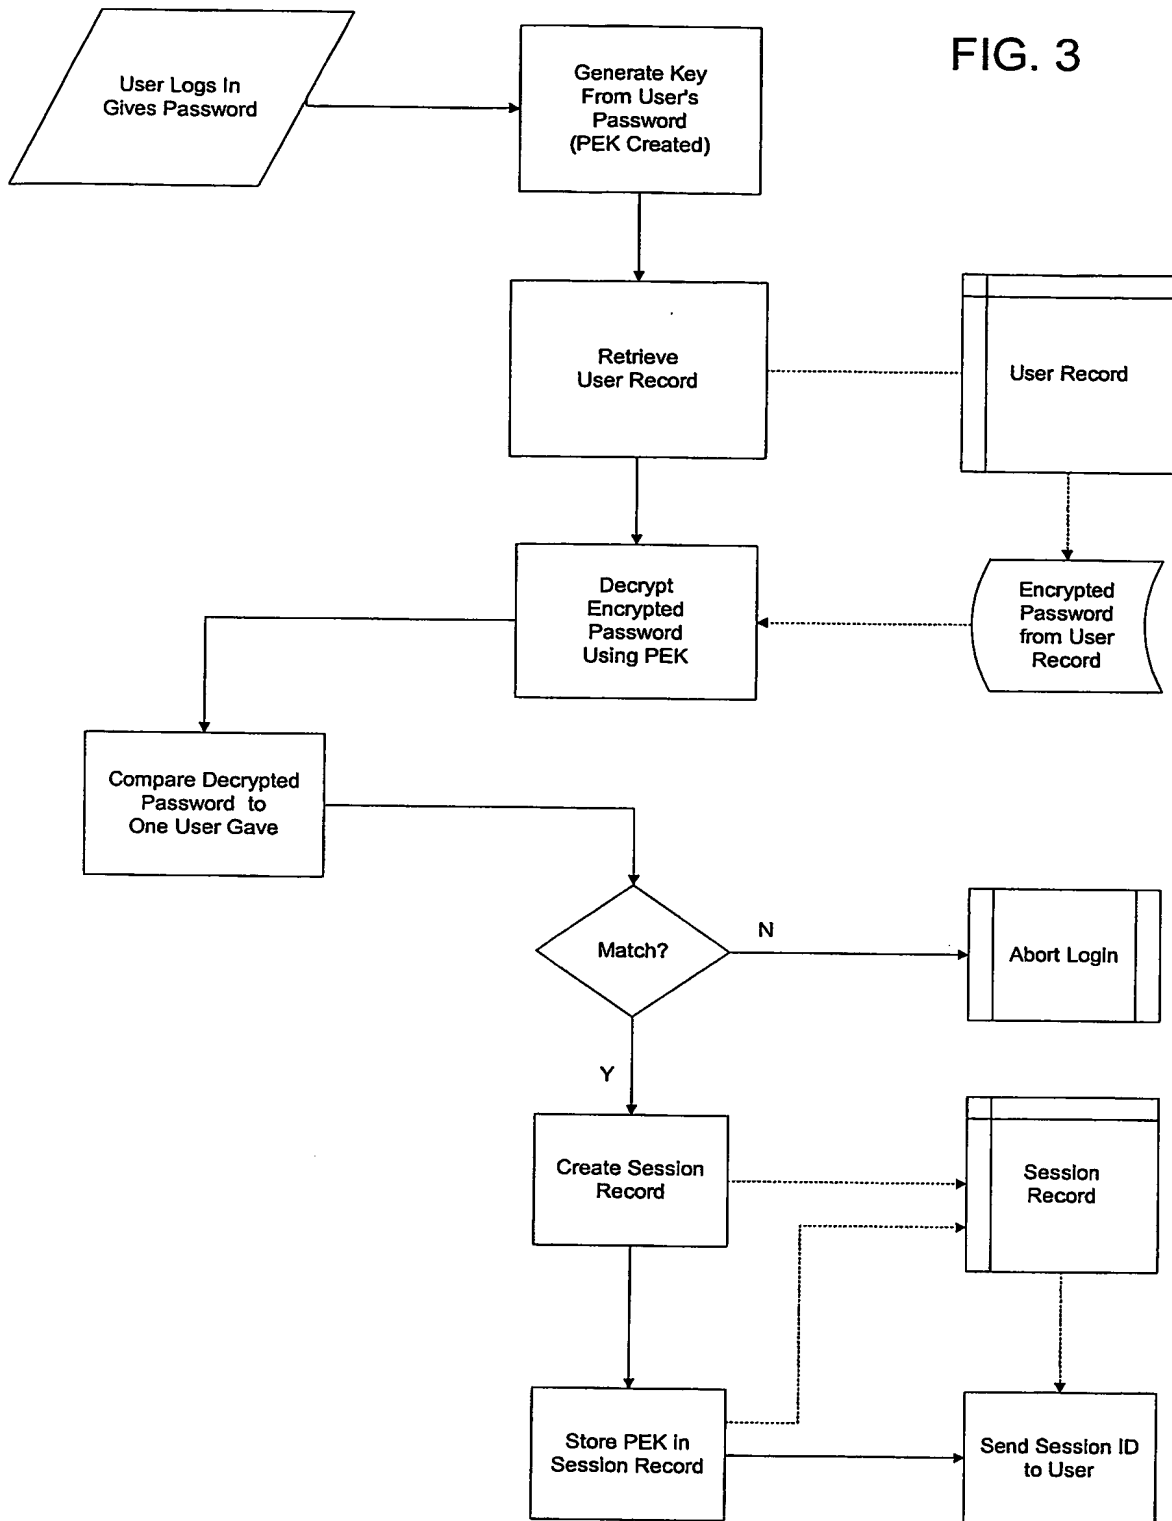 FIG. 3
User Logs In
Gives Password
Generate Key
From User's
Password
(PEK Created)
Retrieve
User Record
User Record
Decrypt
Encrypted
Password
Using PEK
Encrypted
Password
from User
Record
Compare Decrypted
Password to
One User Gave
Match?
N
Abort Login
Y
Create Session
Record
Session
Record
Store PEK in
Session Record
Send Session ID
to User